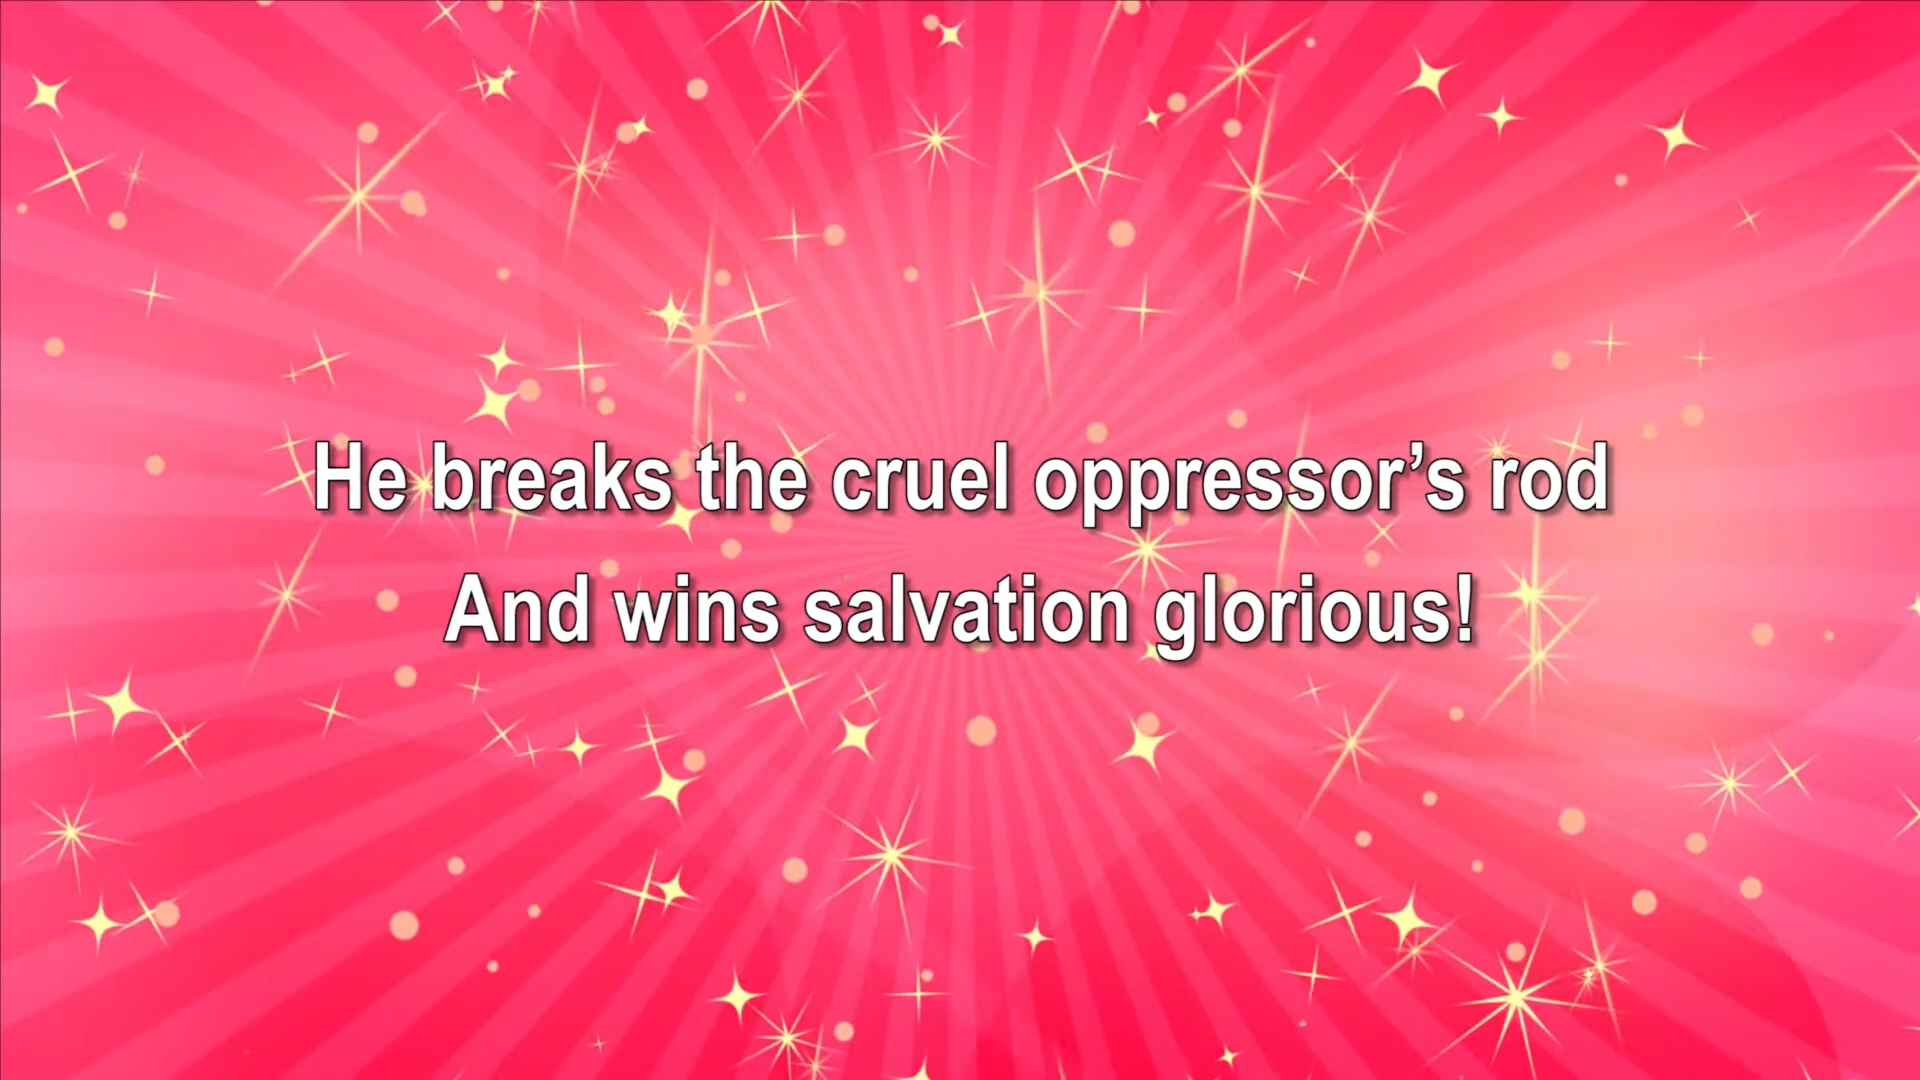 He breaks the cruel oppressor’s rod
And wins salvation glorious!